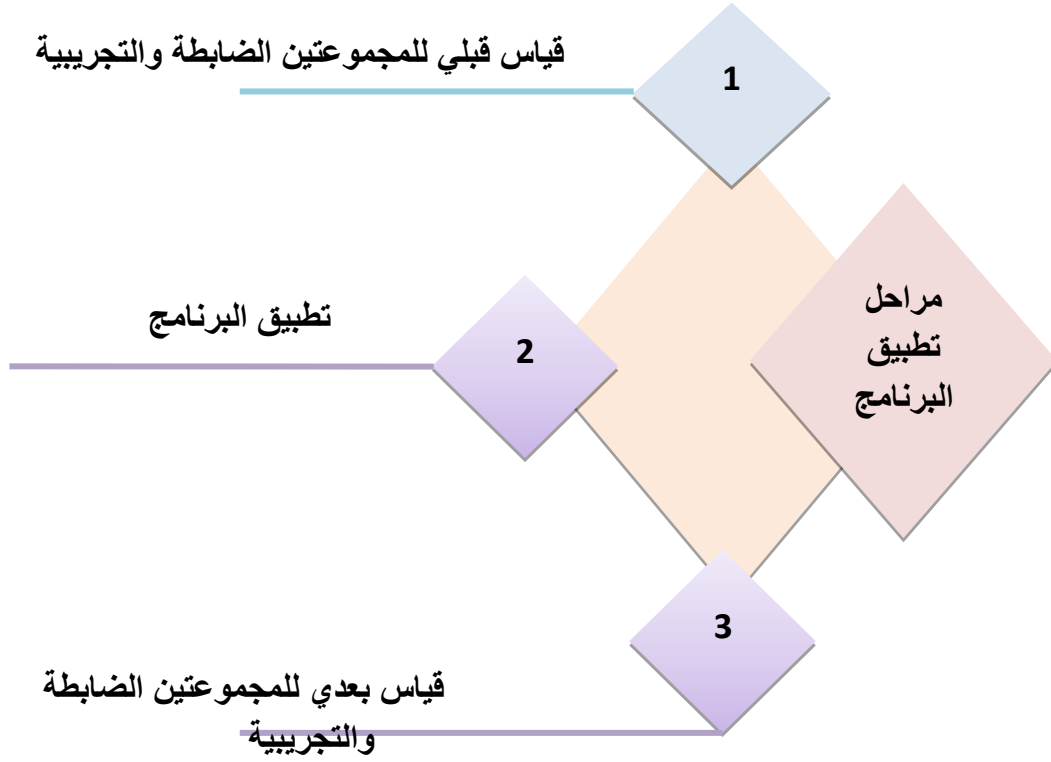 مراحل
تطبيق
البرنامج
1
قياس قبلي للمجموعتين الضابطة والتجريبية
2
تطبيق البرنامج
3
قياس بعدي للمجموعتين الضابطة
والتجريبية